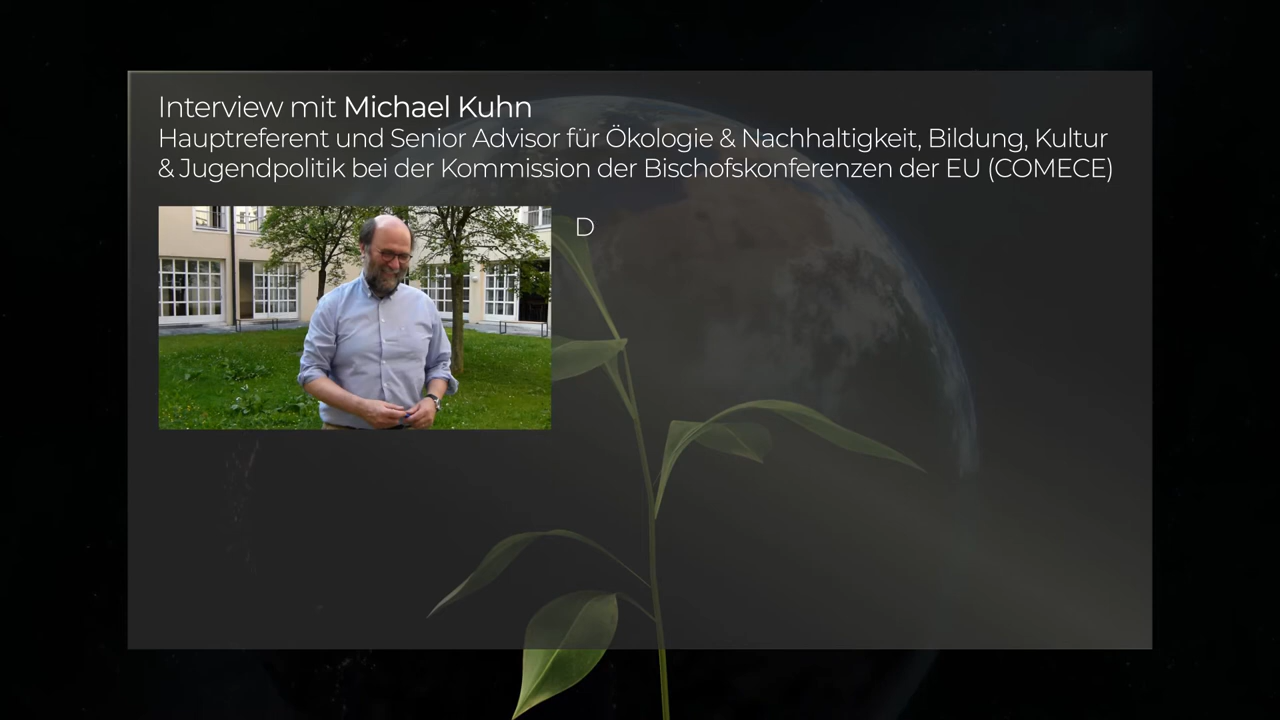 Interview mit Michael Kuhn
Hauptreferent und Senior Advisor für Ökologie & Nachhaltigkeit, Bildung, Kultur
& Jugendpolitik bei der Kommission der Bischofskonferenzen der EU (COMECE)
D